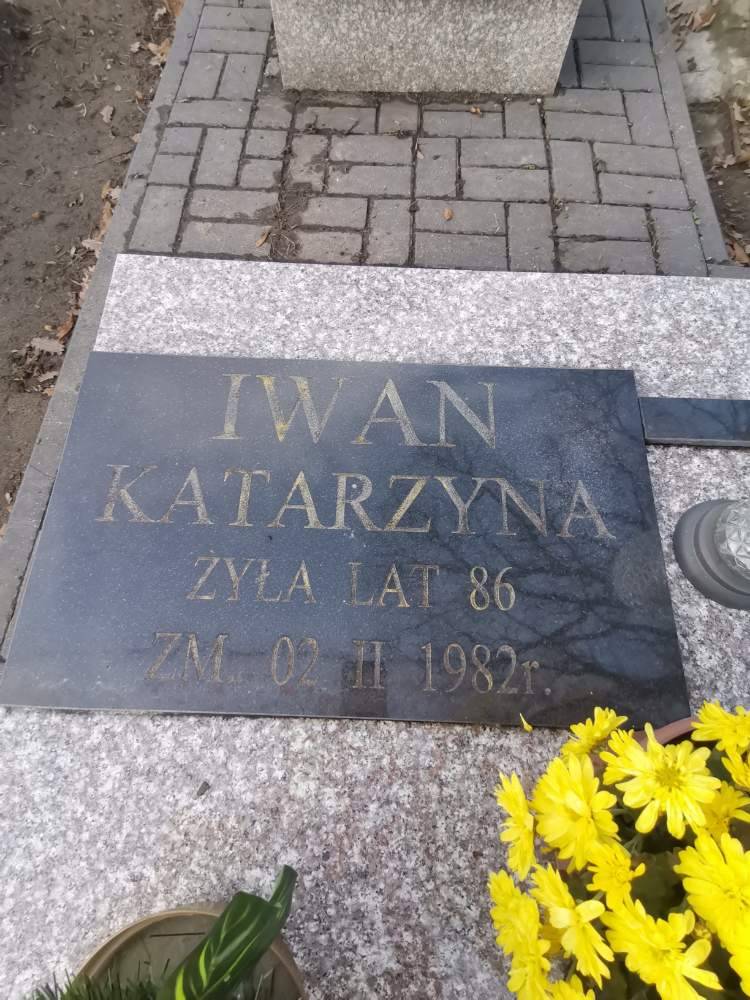 IWAN
KATARZYNA
ŻYŁA LAT 86
ZM. 02 II 1982r.